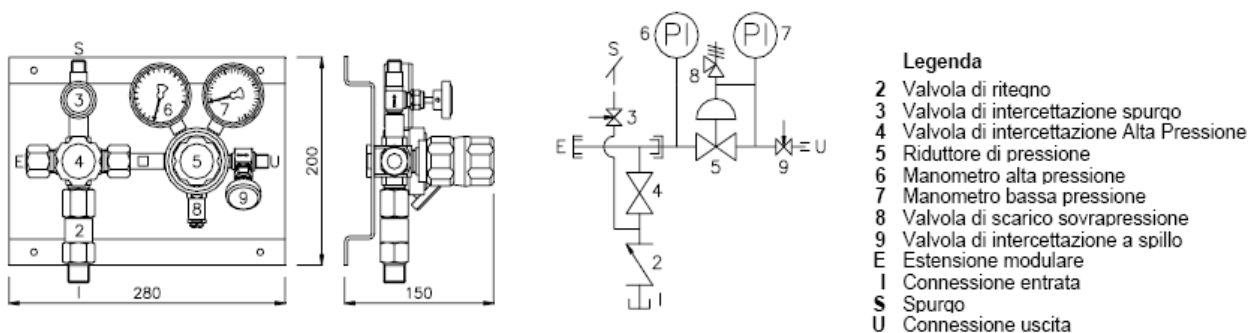 S
3
6
7
E
4
5
U
9
8
2
I
280
200
150
S
6
PI
PI
7
8
3
E
5
9
U
4
2
I
Legenda
2 Valvola di ritegno
3 Valvola di intercettazione spurgo
4 Valvola di intercettazione Alta Pressione
5 Riduttore di pressione
6 Manometro alta pressione
7 Manometro bassa pressione
8 Valvola di scarico sovrapressione
9 Valvola di intercettazione a spillo
E Estensione modulare
I Connessione entrata
S Spurgo
U Connessione uscita